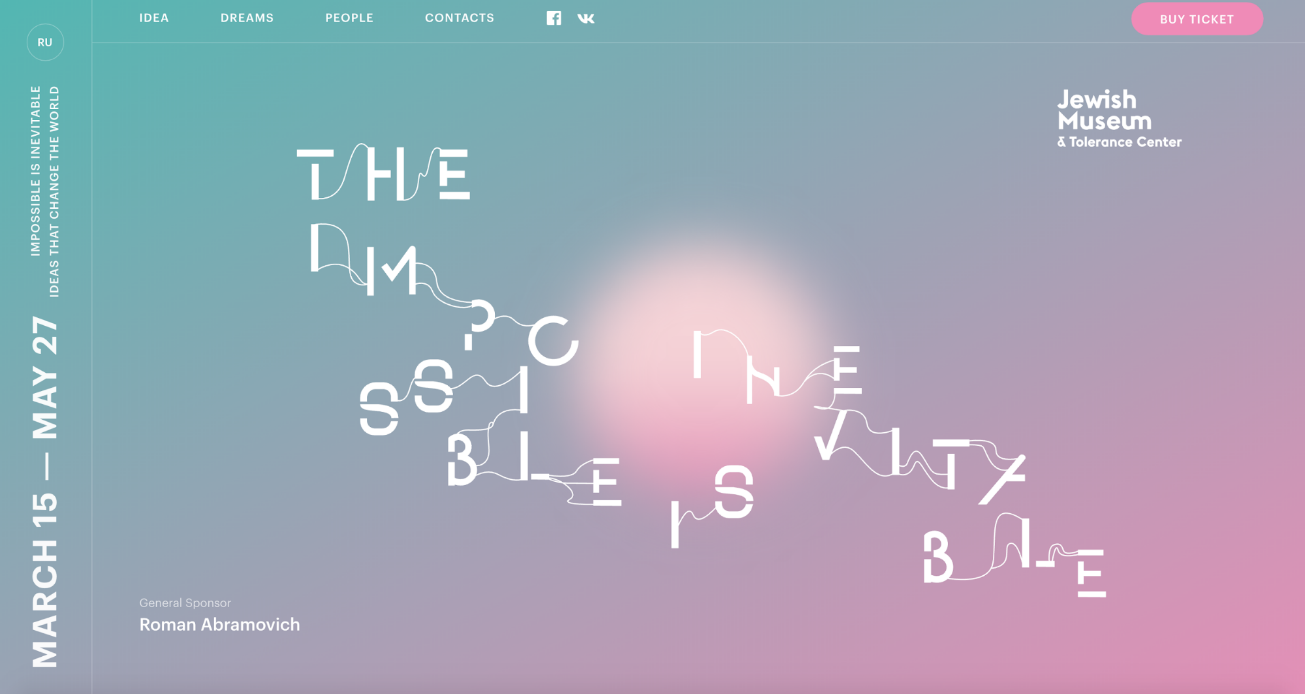 IDEA DREAMS PEOPLE CONTACTS BUY TICKET
RU
IMPOSSIBLE IS INEVITABLE
IDEAS THAT CHANGE THE WORLD
MARCH 15 — MAY 27
Jewish
Museum
& Tolerance Center
THE
IMPOSSIBLE
IS
INEVITABLE
General Sponsor
Roman Abramovich